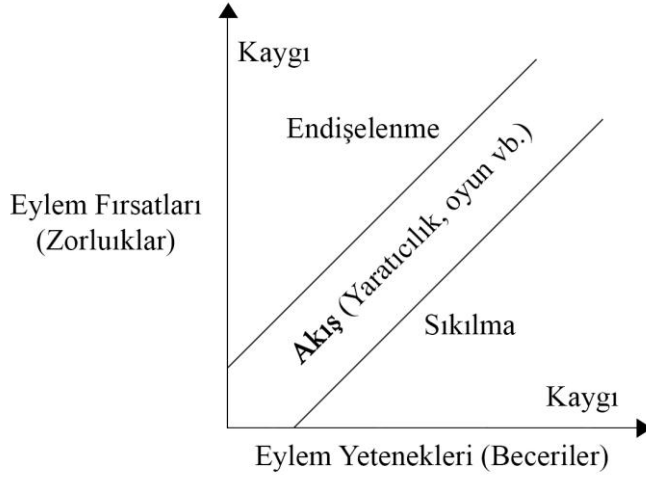 Kaygı
Endişelenme
Eylem Fırsatları
(Zorluıklar)
Akış (Yaratıcılık, oyun vb.)
Sıkılma
Kaygı
Eylem Yetenekleri (Beceriler)